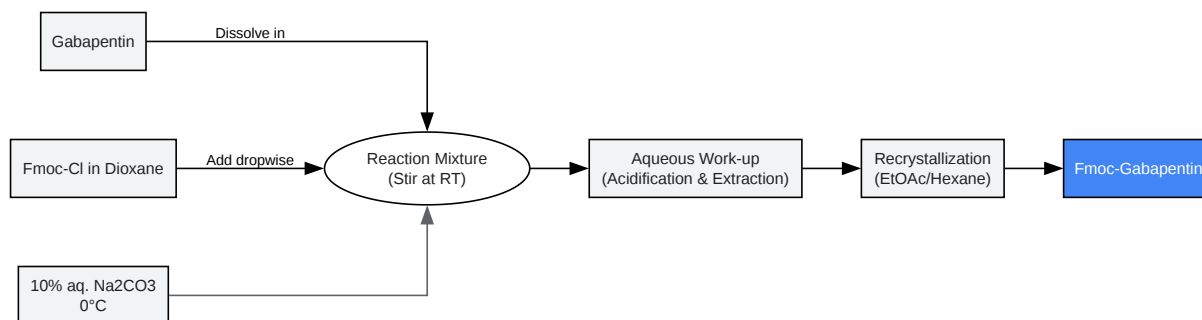 Gabapentin
Dissolve in
Fmoc-Cl in Dioxane
Add dropwise
Reaction Mixture
(Stir at RT)
Aqueous Work-up
(Acidification & Extraction)
Recrystallization
(EtOAc/Hexane)
Fmoc-Gabapentin
10% aq. Na2CO3
0°C